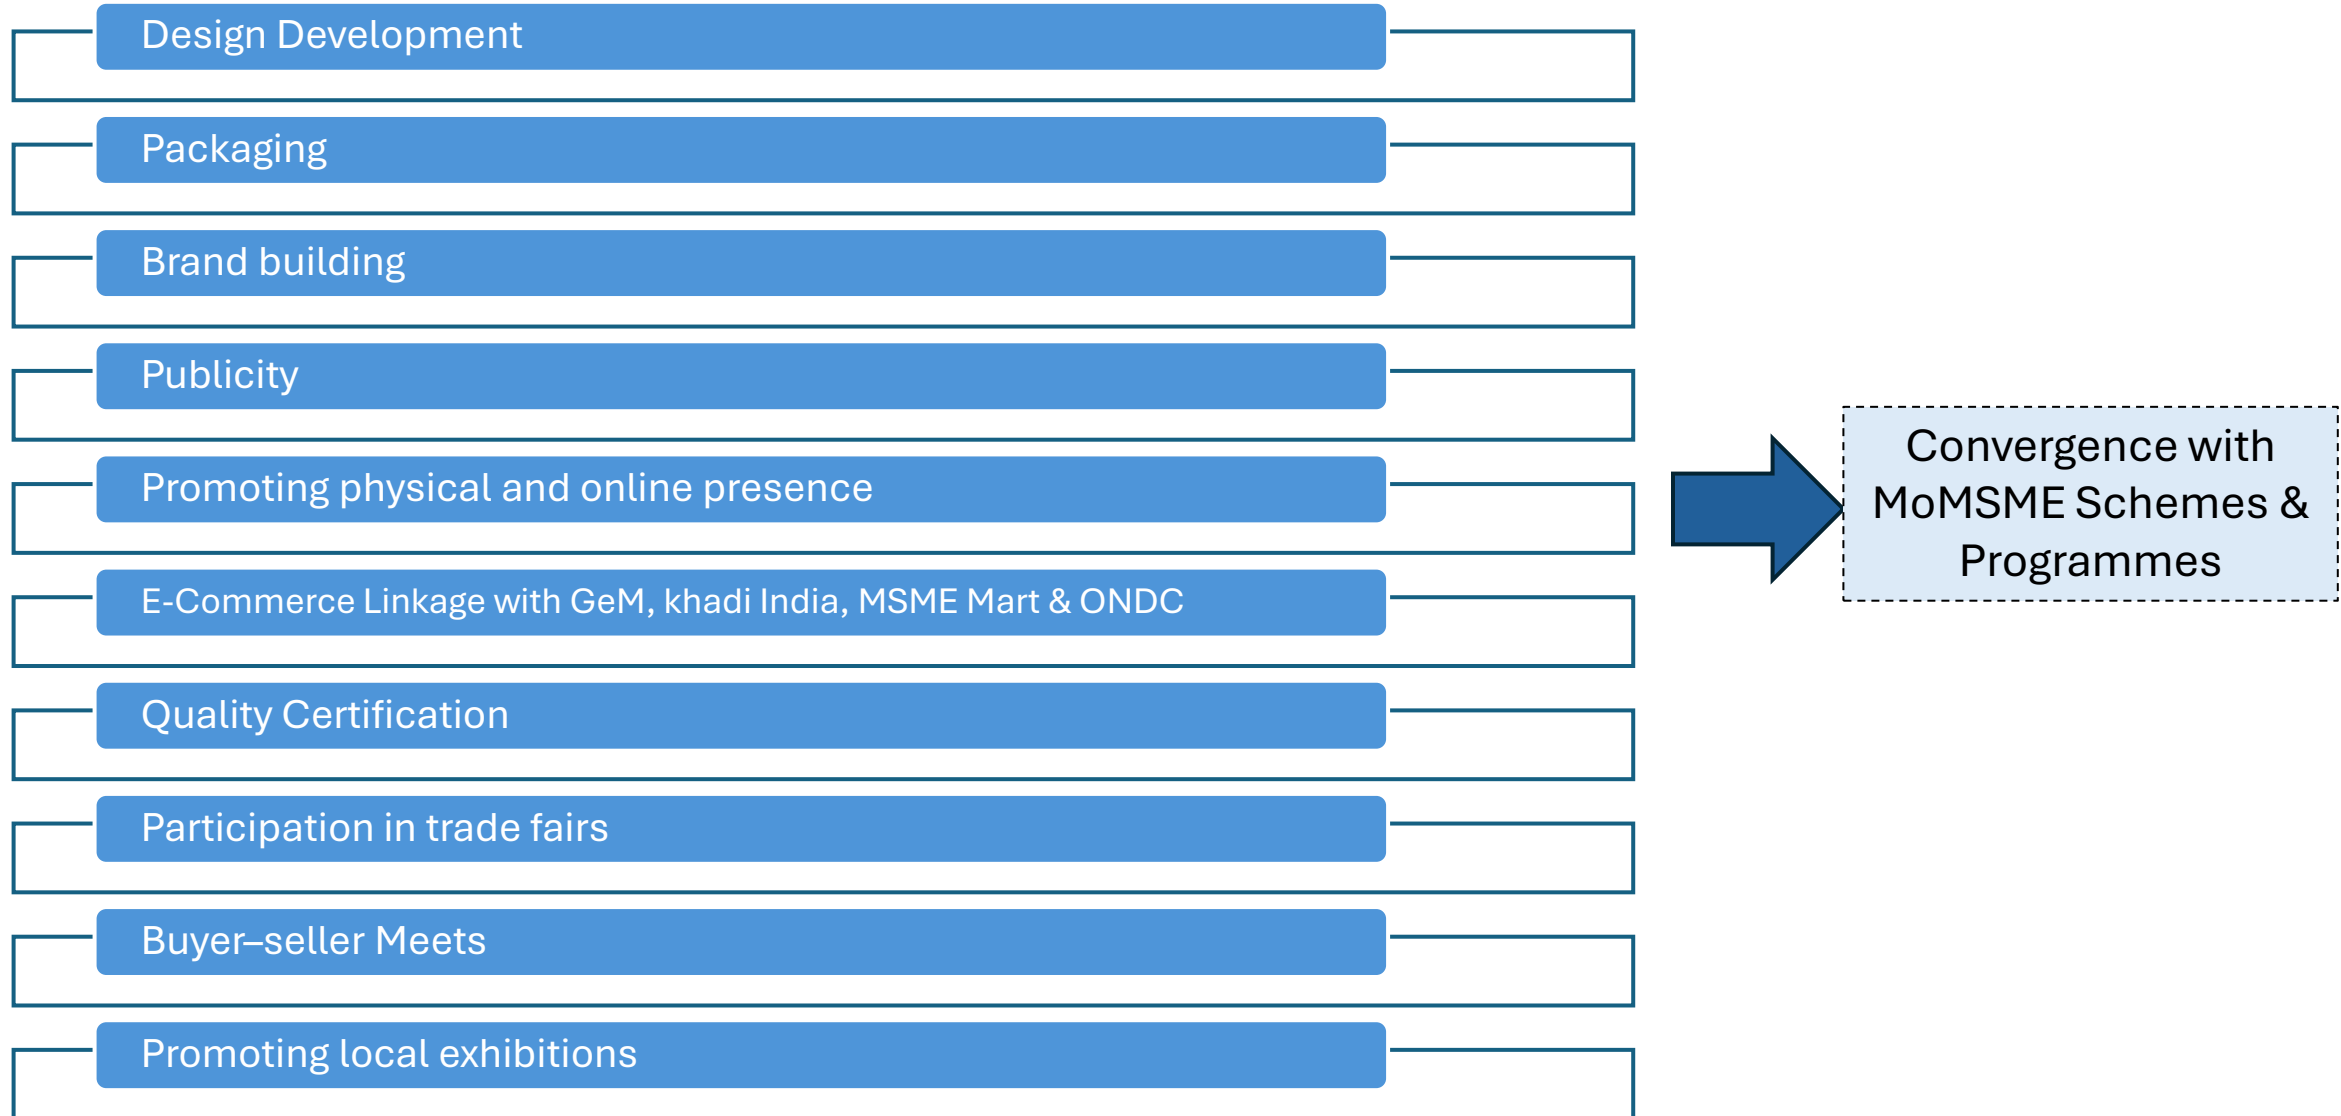 Design Development
Packaging
Brand building
Publicity
Promoting physical and online presence
E-Commerce Linkage with GeM, khadi India, MSME Mart & ONDC
Quality Certification
Participation in trade fairs
Buyer–seller Meets
Promoting local exhibitions
Convergence with
MoMSME Schemes &
Programmes